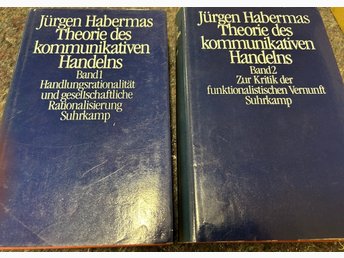 Jürgen Habermas
Theorie des
kommunikativen
Handelns
Band 1
Handlungsrationalität
und gesellschaftliche
Rationalisierung
Suhrkamp
Jürgen Habermas
Theorie des
kommunikativen
Handelns
Band 2
Zur Kritik der
funktionalistischen Vernunft
Suhrkamp